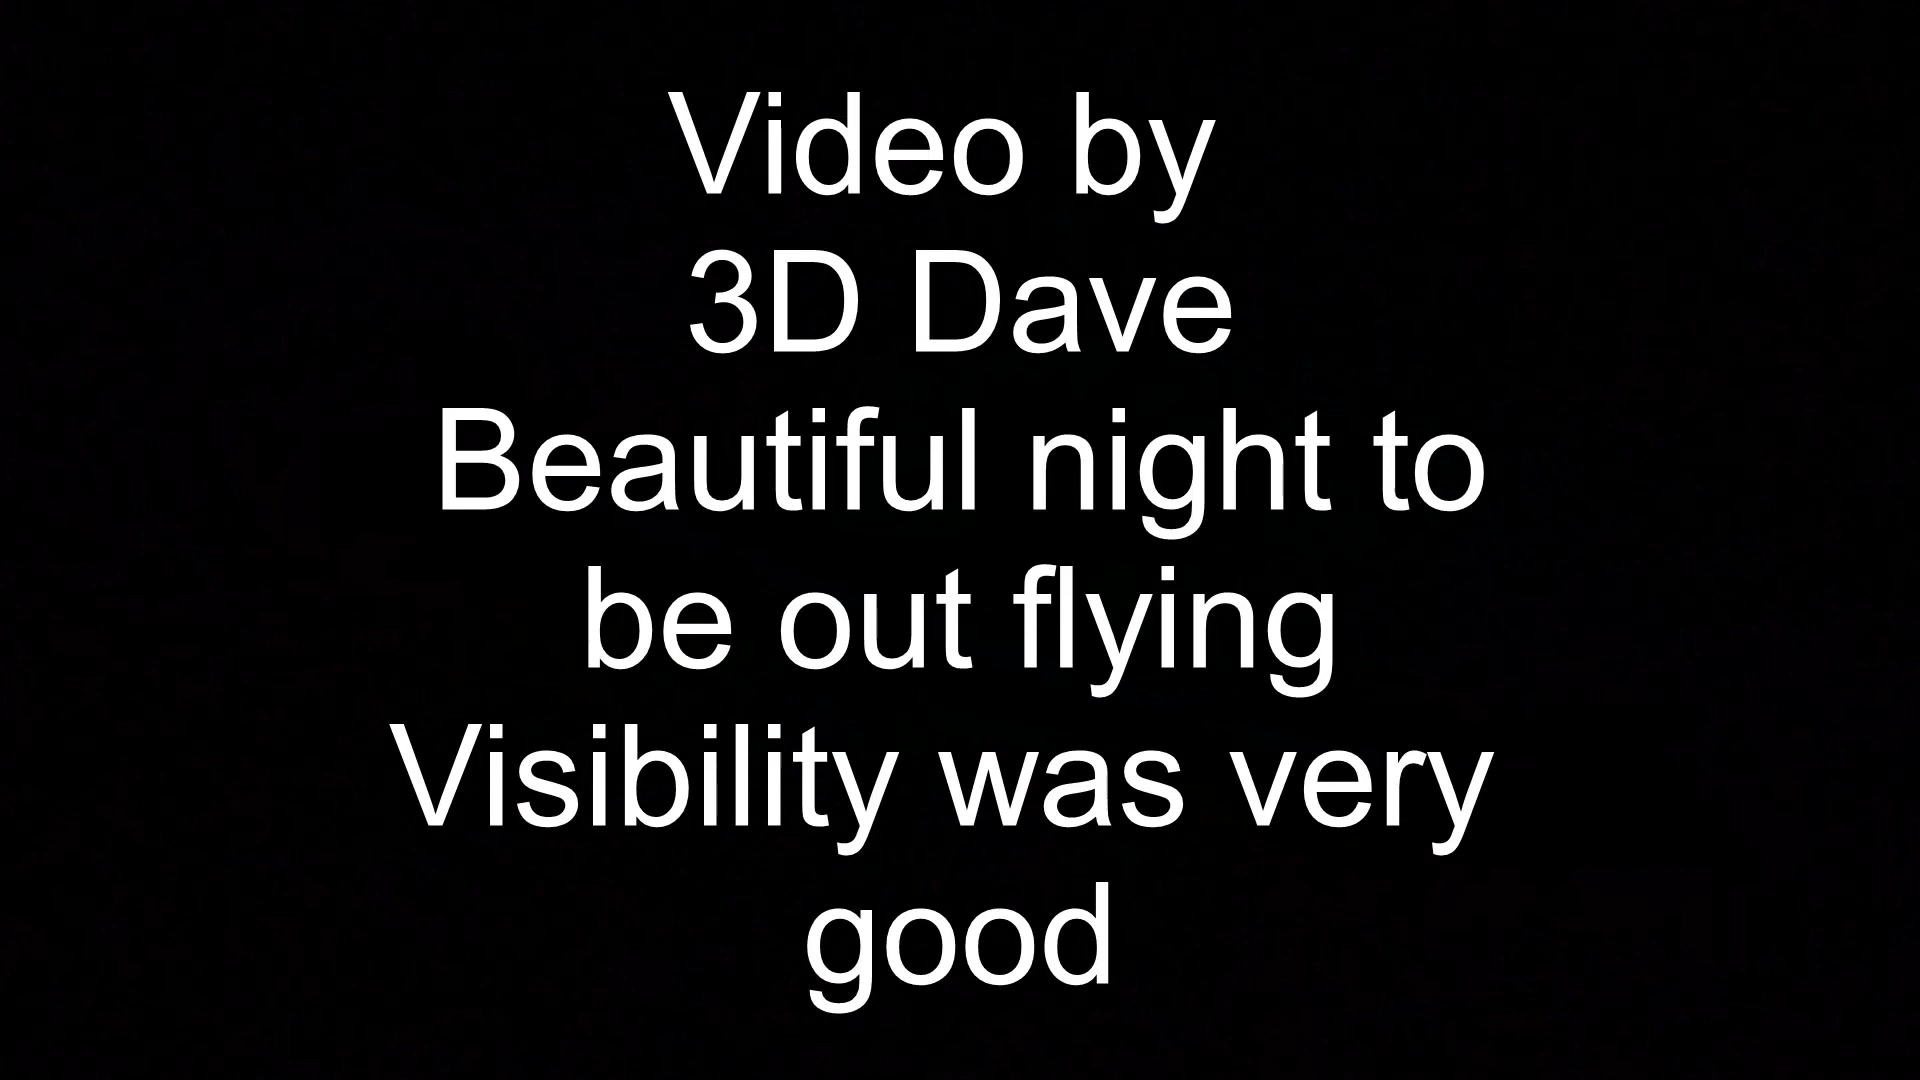 Video by
3D Dave
Beautiful night to
be out flying
Visibility was very
good